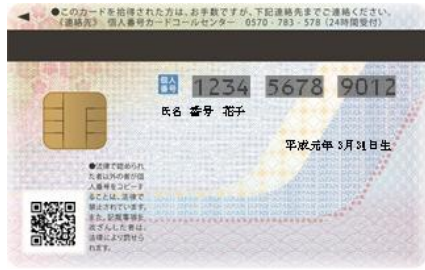 ●このカードを拾得された方は、お手数ですが、下記連絡先までご連絡ください。
《連絡先》 個人番号カードコールセンター 0570-783-578 (24時間受付)
個人番号 1234 5678 9012
氏名 番号 花子
平成元年 3月31日生
●法律で認められ
た者以外の者が個
人番号をコピーす
ることは、法律で
禁止されています。
また、記載事項を
改ざんした者は、
法律により罰せら
れます。